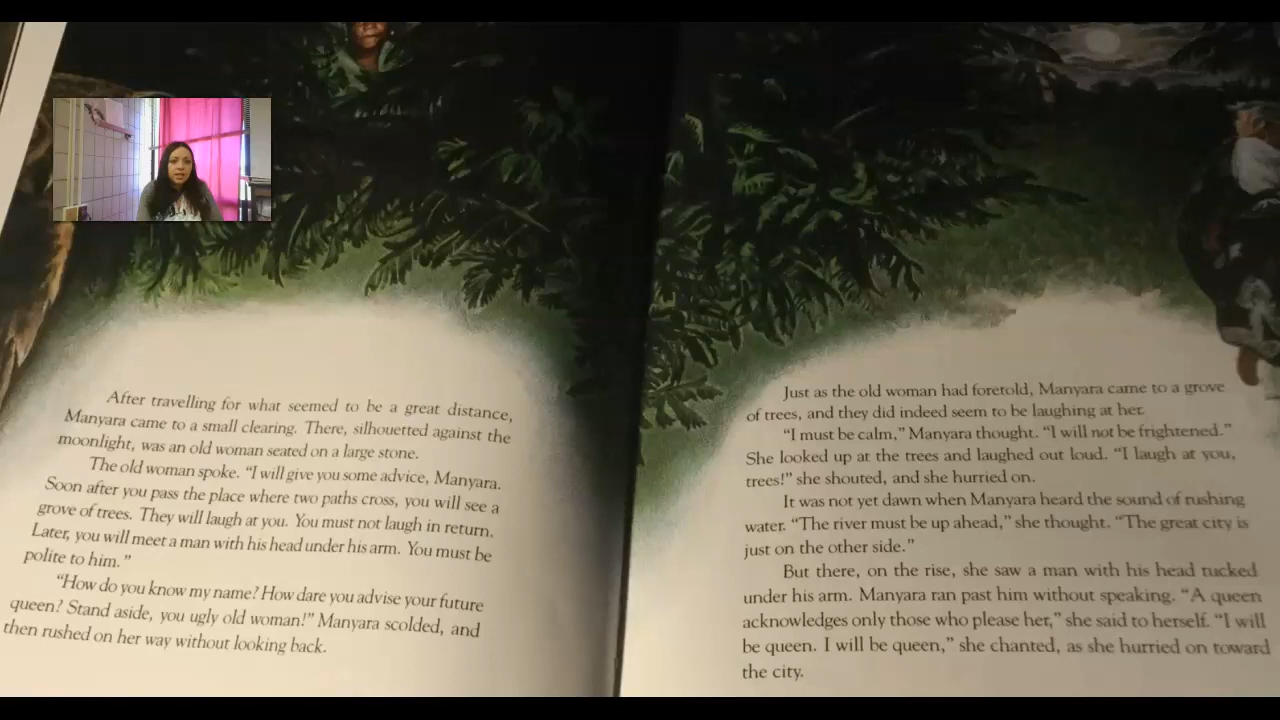 After travelling for what seemed to be a great distance,
Manyara came to a small clearing. There, silhouetted against the
moonlight, was an old woman seated on a large stone.
The old woman spoke. "I will give you some advice, Manyara.
Soon after you pass the place where two paths cross, you will see a
grove of trees. They will laugh at you. You must not laugh in return.
Later, you will meet a man with his head under his arm. You must be
polite to him."
"How do you know my name? How dare you advise your future
queen? Stand aside, you ugly old woman!" Manyara scolded, and
then rushed on her way without looking back.
Just as the old woman had foretold, Manyara came to a grove
of trees, and they did indeed seem to be laughing at her.
"I must be calm," Manyara thought. "I will not be frightened."
She looked up at the trees and laughed out loud. "I laugh at you,
trees!" she shouted, and she hurried on.
It was not yet dawn when Manyara heard the sound of rushing
water. "The river must be up ahead," she thought. "The great city is
just on the other side."
But there, on the rise, she saw a man with his head tucked
under his arm. Manyara ran past him without speaking. "A queen
acknowledges only those who please her," she said to herself. "I will
be queen. I will be queen," she chanted, as she hurried on toward
the city.